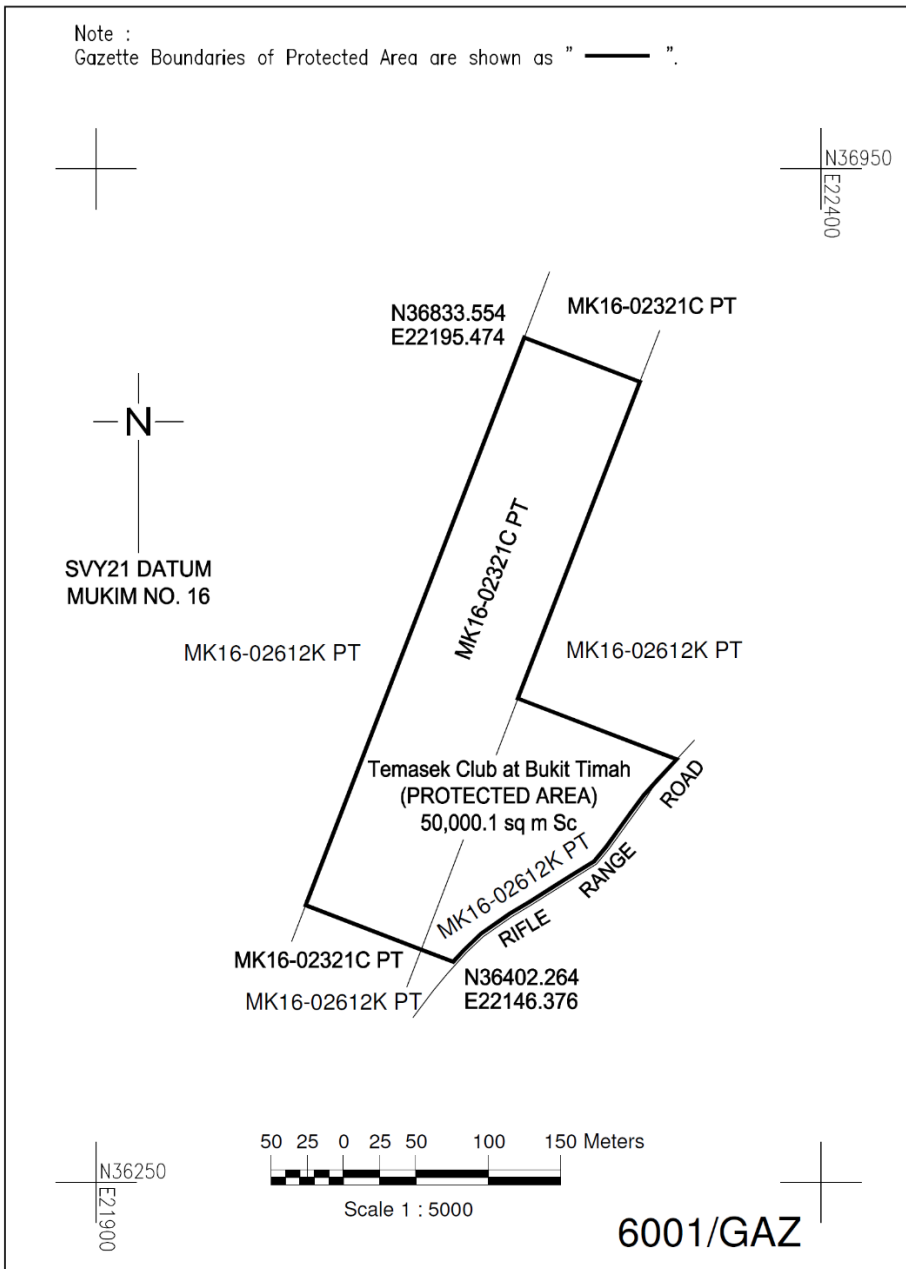 Note :
Gazette Boundaries of Protected Area are shown as " ——— ".
N36950
E22400
N36833.554
E22195.474
MK16-02321C PT
N
SVY21 DATUM
MUKIM NO. 16
MK16-02321C PT
MK16-02612K PT
MK16-02612K PT
Temasek Club at Bukit Timah
(PROTECTED AREA)
50,000.1 sq m Sc
MK16-02612K PT
RIFLE RANGE ROAD
MK16-02321C PT
MK16-02612K PT
N36402.264
E22146.376
N36250
E21900
50 25 0 25 50 100 150 Meters
Scale 1 : 5000
6001/GAZ